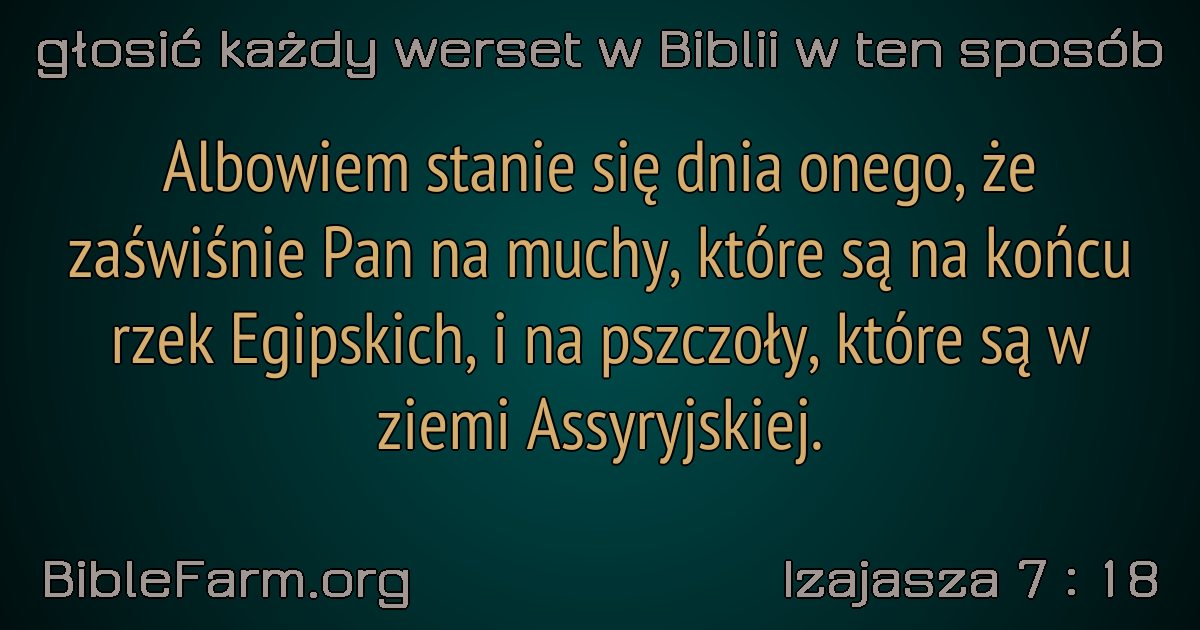 głosić każdy werset w Biblii w ten sposób
Albowiem stanie się dnia onego, że
zaświśnie Pan na muchy, które są na końcu
rzek Egipskich, i na pszczoły, które są w
ziemi Assyryjskiej.
BibleFarm.org
Izajasza 7 : 18